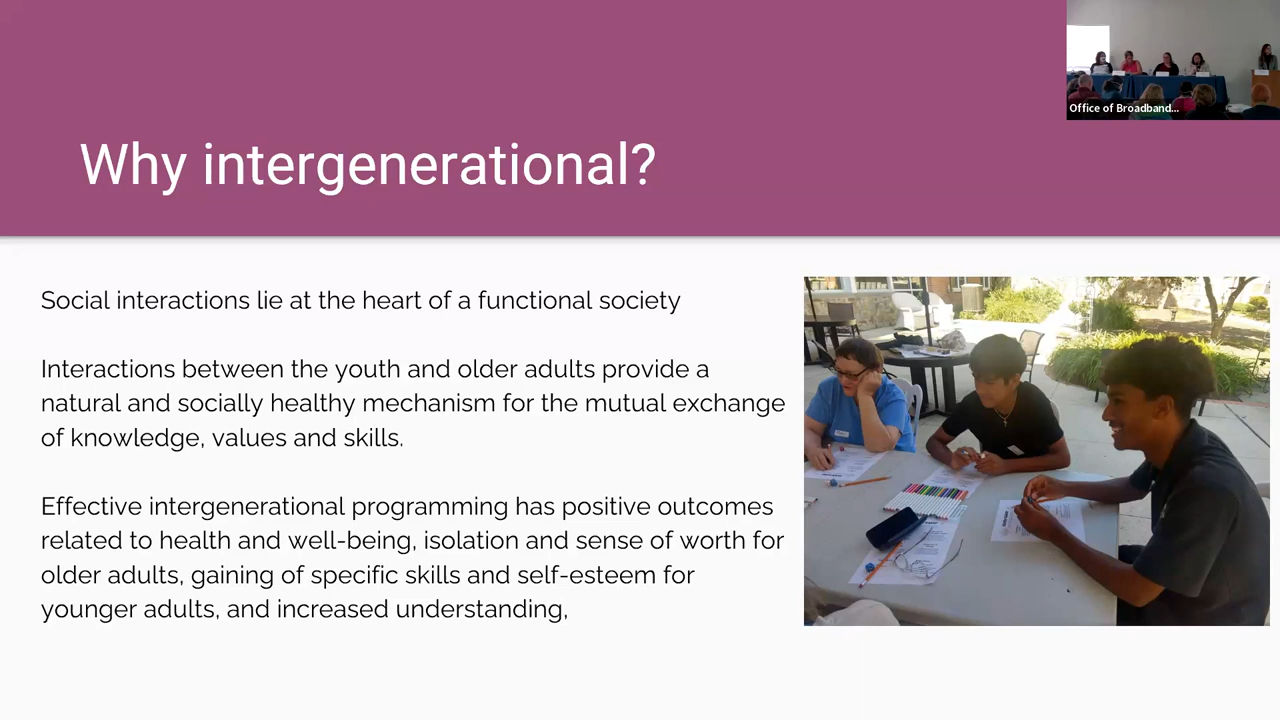 Office of Broadband...
Why intergenerational?
Social interactions lie at the heart of a functional society
Interactions between the youth and older adults provide a
natural and socially healthy mechanism for the mutual exchange
of knowledge, values and skills.
Effective intergenerational programming has positive outcomes
related to health and well-being, isolation and sense of worth for
older adults, gaining of specific skills and self-esteem for
younger adults, and increased understanding,